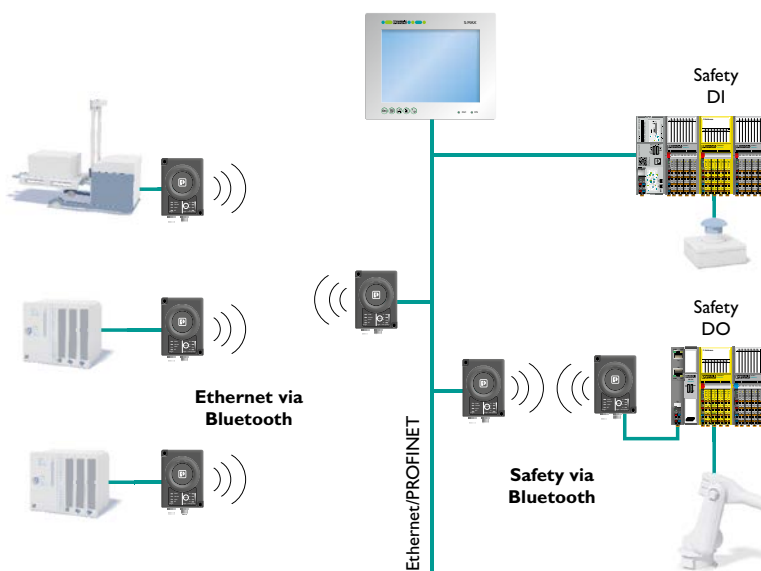 Safety
DI
Safety
DO
Ethernet via
Bluetooth
Ethernet/PROFINET
Safety via
Bluetooth